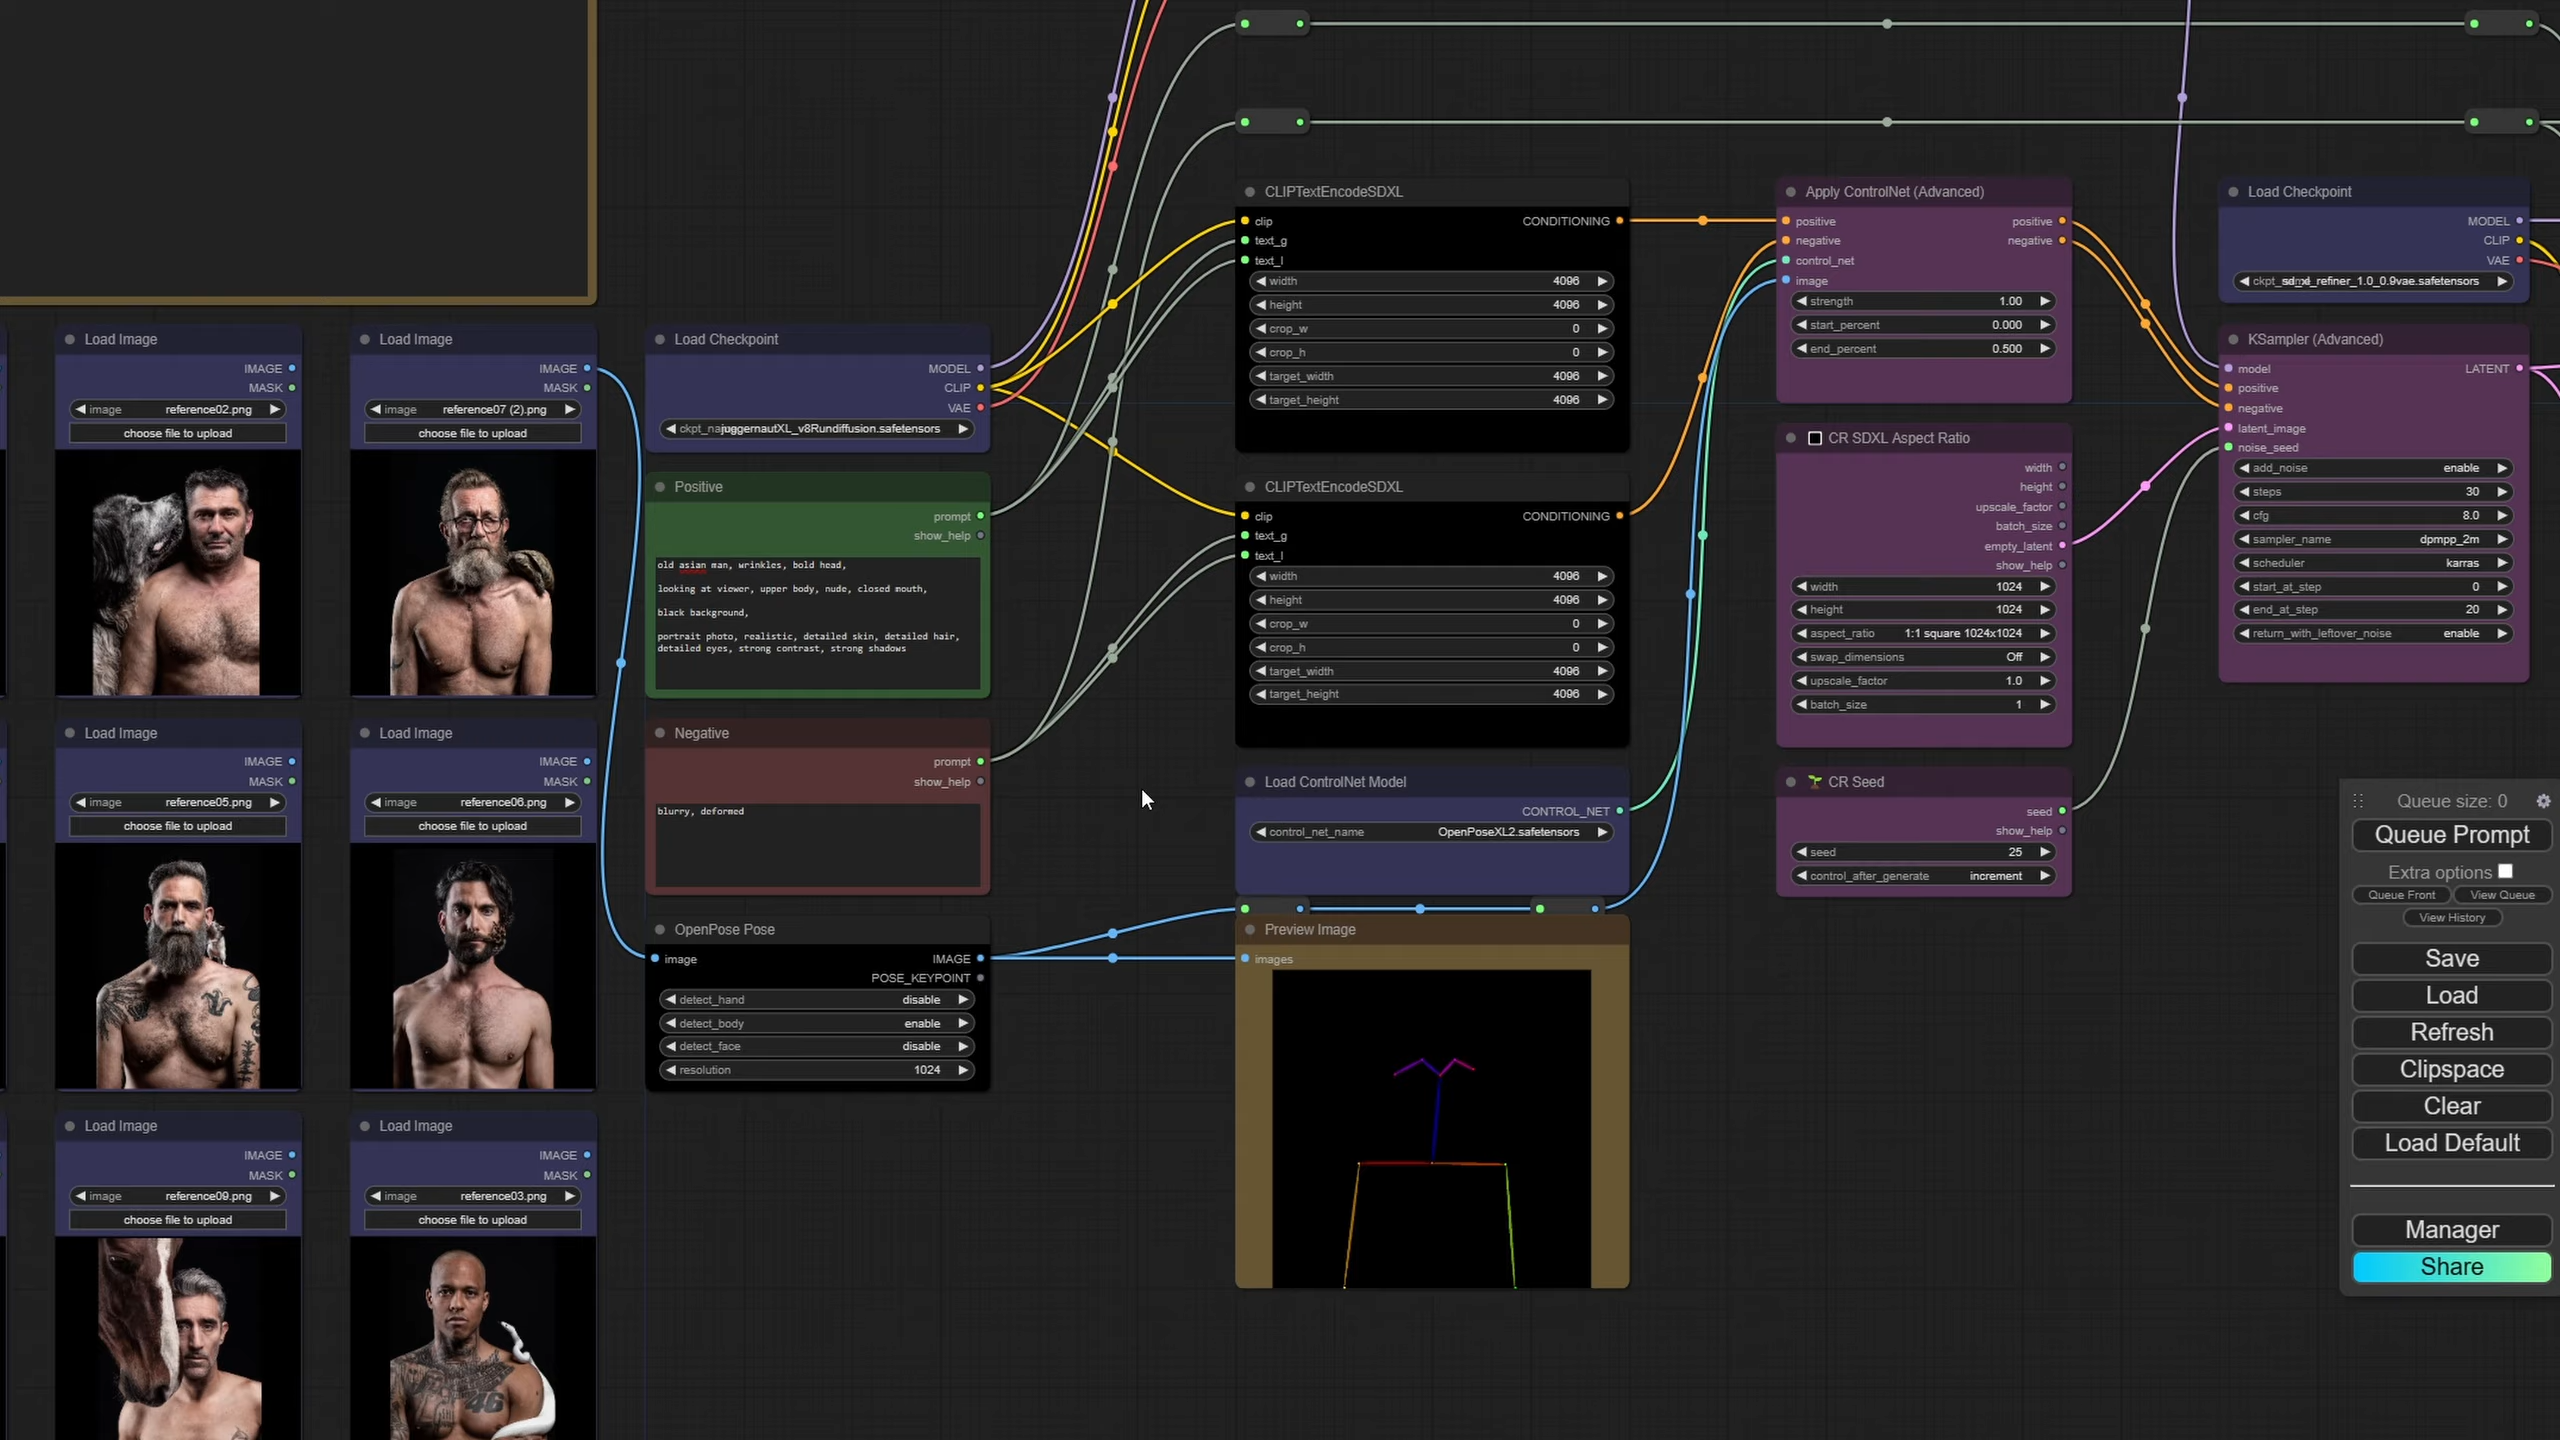 CLIPTextEncodeSDXL
clip
CONDITIONING
text_g
text_l
width 4096
height 4096
crop_w 0
crop_h 0
target_width 4096
target_height 4096
Apply ControlNet (Advanced)
positive positive
negative negative
control_net
image
strength 1.00
start_percent 0.000
end_percent 0.500
Load Checkpoint
MODEL
CLIP
VAE
refiner_1.0_0.9vae.safetensors
Load Image
IMAGE
MASK
image reference02.png
choose file to upload
Load Image
IMAGE
MASK
image reference07 (2).png
choose file to upload
Load Checkpoint
MODEL
CLIP
VAE
juggernautXL_v8Rundiffusion.safetensors
KSampler (Advanced)
model LATENT
positive
negative
latent_image
noise_seed
add_noise enable
steps 30
cfg 8.0
sampler_name dpmpp_2m
scheduler karras
start_at_step 0
end_at_step 20
return_with_leftover_noise enable
CR SDXL Aspect Ratio
width
height
upscale_factor
batch_size
empty_latent
show_help
width 1024
height 1024
aspect_ratio 1:1 square 1024x1024
swap_dimensions Off
upscale_factor 1.0
batch_size 1
Positive
prompt
show_help
old asian man, wrinkles, bold head,
looking at viewer, upper body, nude, closed mouth,
black background,
portrait photo, realistic, detailed skin, detailed hair,
detailed eyes, strong contrast, strong shadows
CLIPTextEncodeSDXL
clip
CONDITIONING
text_g
text_l
width 4096
height 4096
crop_w 0
crop_h 0
target_width 4096
target_height 4096
Load Image
IMAGE
MASK
image reference05.png
choose file to upload
Load Image
IMAGE
MASK
image reference06.png
choose file to upload
Negative
prompt
show_help
blurry, deformed
Load ControlNet Model
CONTROL_NET
control_net_name OpenPoseXL2.safetensors
CR Seed
seed
show_help
seed 25
control_after_generate increment
OpenPose Pose
image IMAGE
POSE_KEYPOINT
detect_hand disable
detect_body enable
detect_face disable
resolution 1024
Preview Image
images
Load Image
IMAGE
MASK
image reference09.png
choose file to upload
Load Image
IMAGE
MASK
image reference03.png
choose file to upload
46
Queue size: 0
Queue Prompt
Extra options
Queue Front View Queue
View History
Save
Load
Refresh
Clipspace
Clear
Load Default
Manager
Share